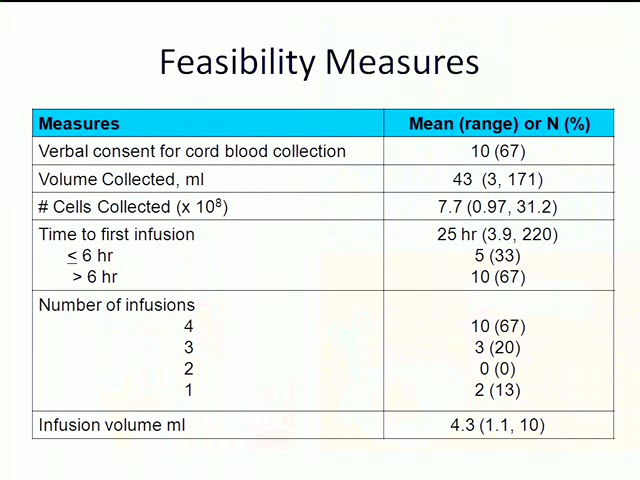 Feasibility Measures
Measures Mean (range) or N (%)
Verbal consent for cord blood collection 10 (67)
Volume Collected, ml 43 (3, 171)
# Cells Collected (x 10⁸) 7.7 (0.97, 31.2)
Time to first infusion 25 hr (3.9, 220)
≤ 6 hr 5 (33)
> 6 hr 10 (67)
Number of infusions
4 10 (67)
3 3 (20)
2 0 (0)
1 2 (13)
Infusion volume ml 4.3 (1.1, 10)